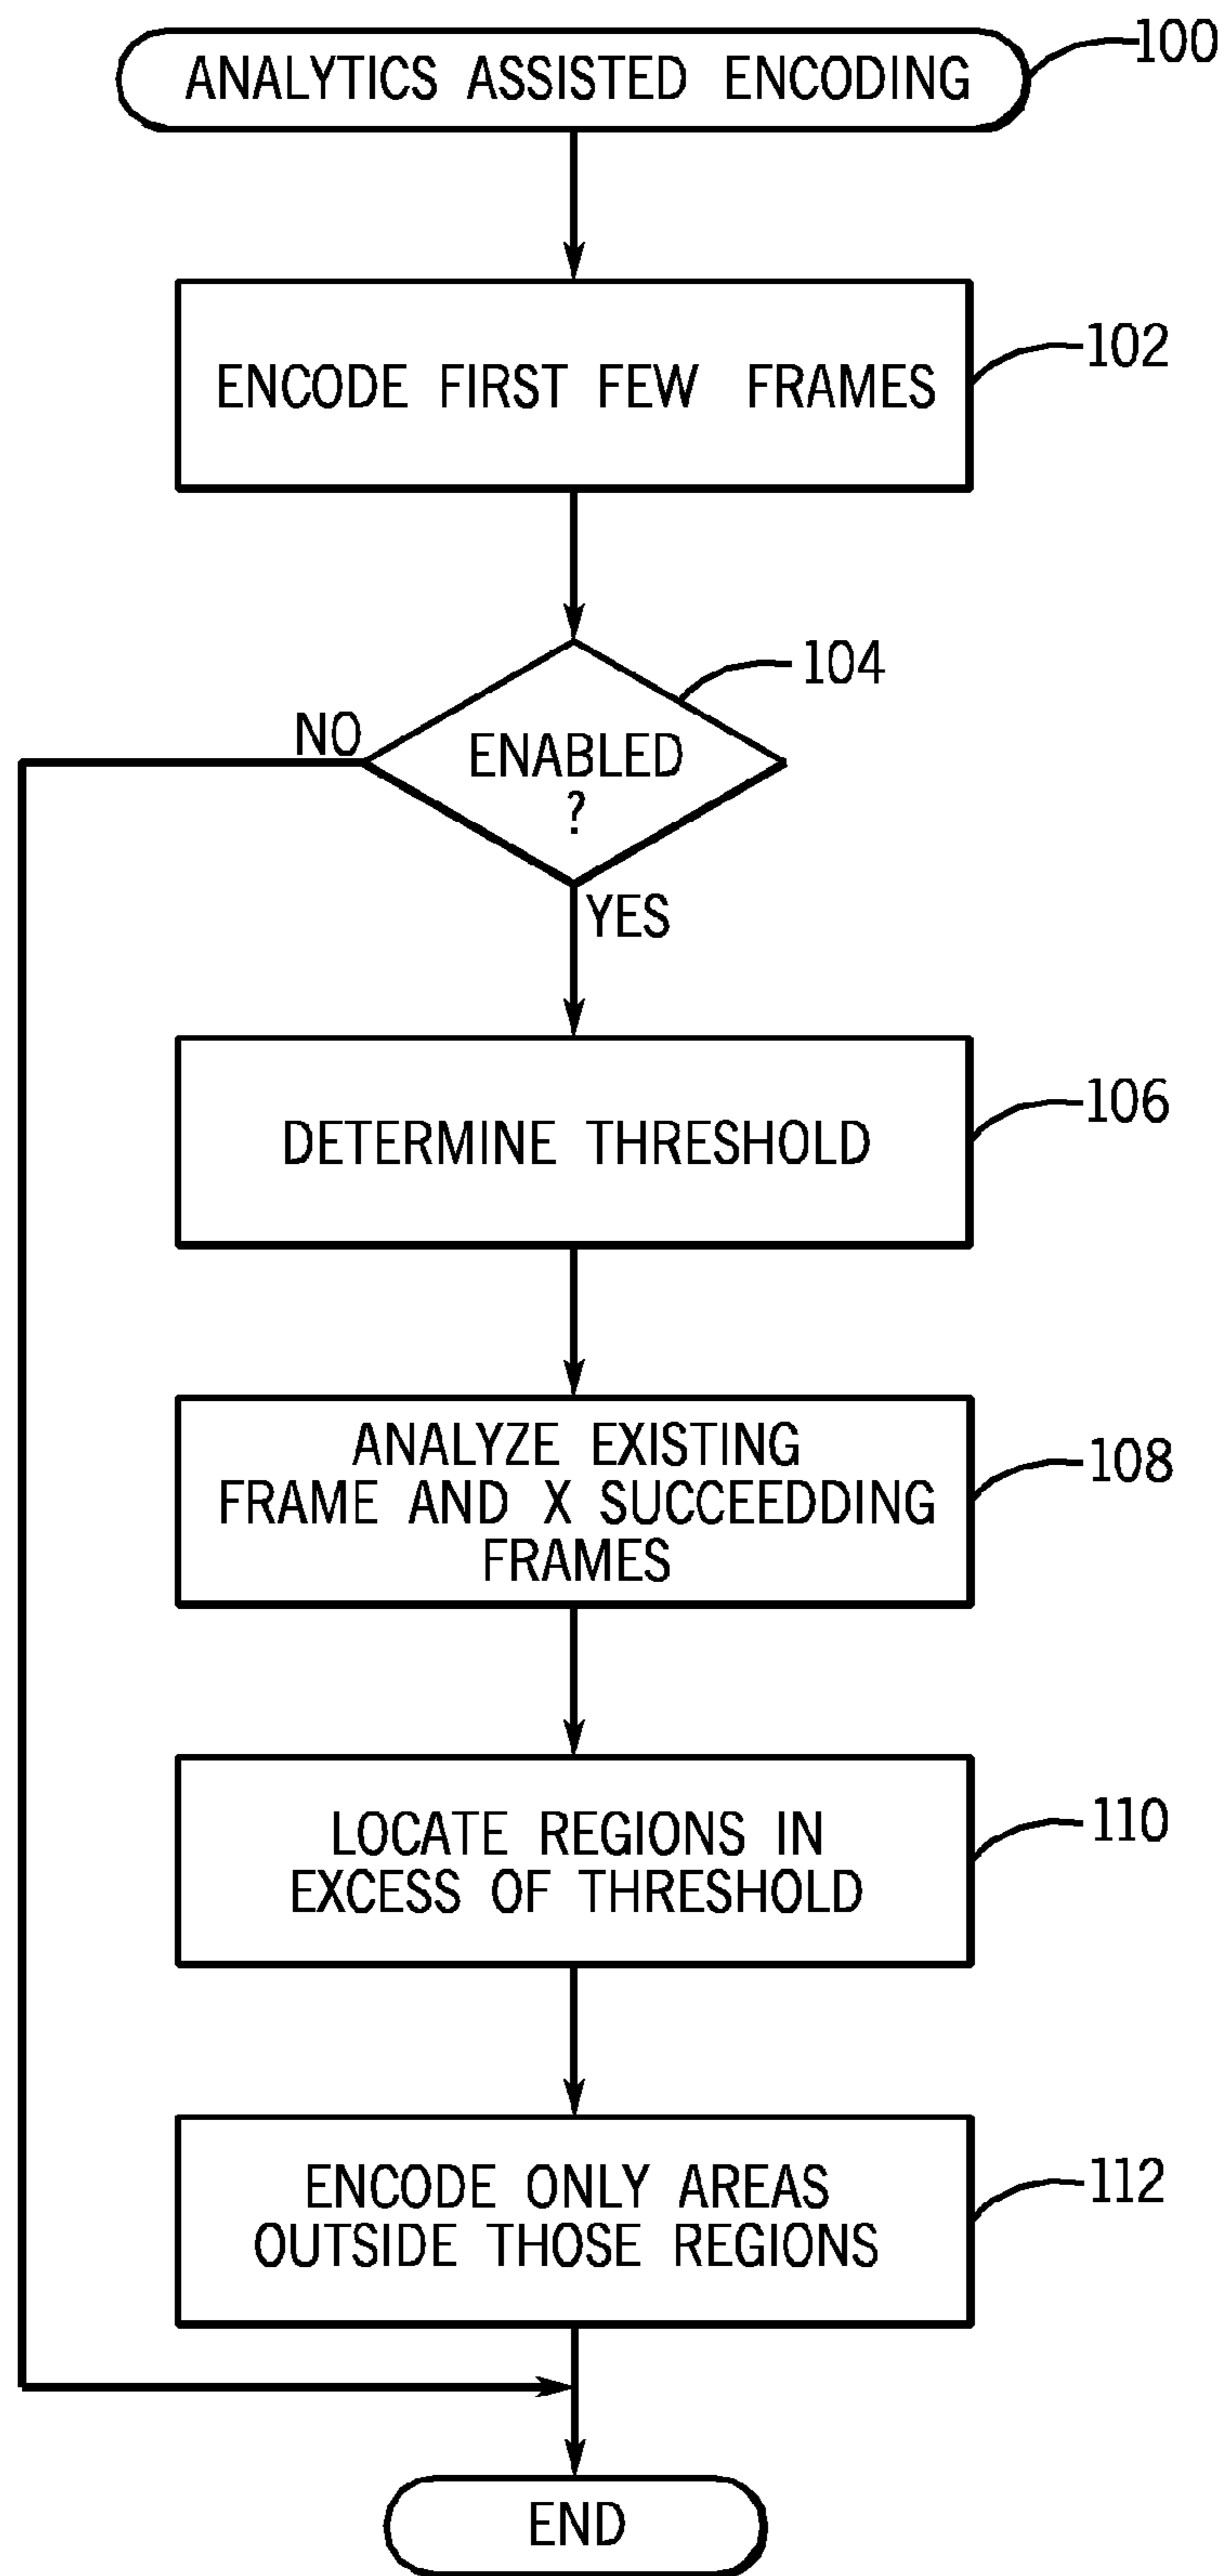 ANALYTICS ASSISTED ENCODING
100
ENCODE FIRST FEW FRAMES
102
104
NO
ENABLED
?
YES
DETERMINE THRESHOLD
106
ANALYZE EXISTING
FRAME AND X SUCCEEDDING
FRAMES
108
LOCATE REGIONS IN
EXCESS OF THRESHOLD
110
ENCODE ONLY AREAS
OUTSIDE THOSE REGIONS
112
END